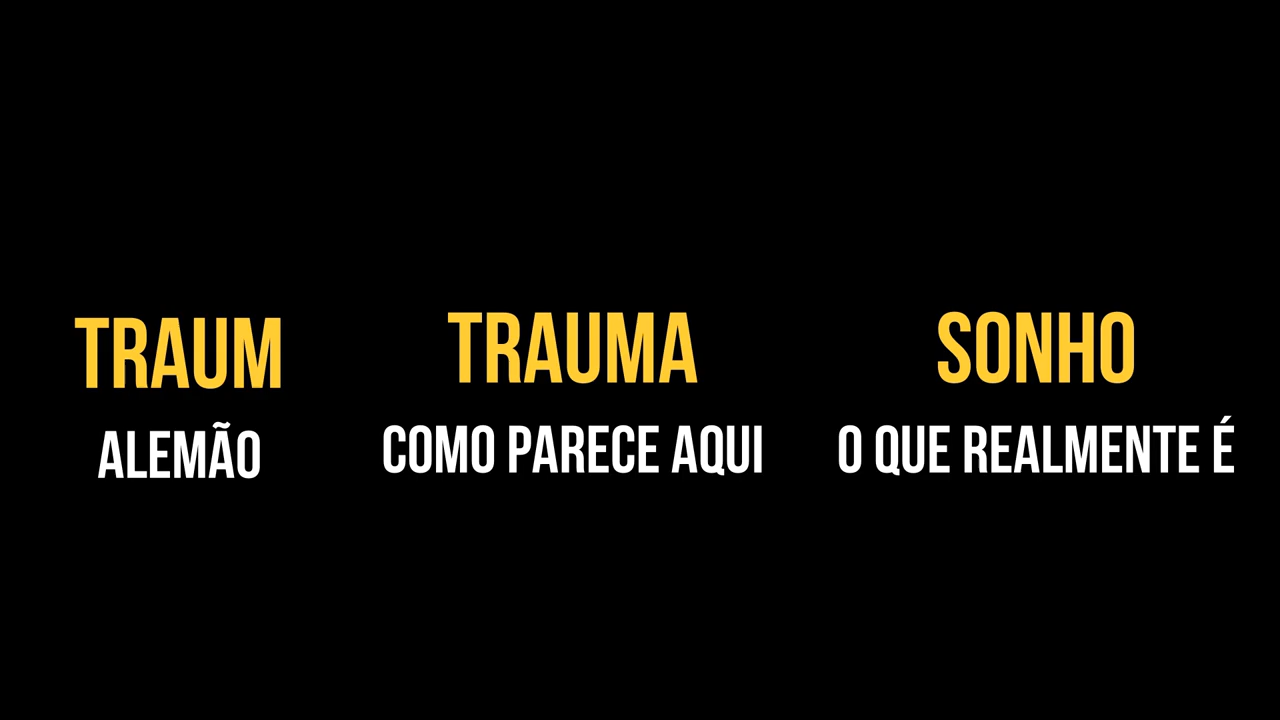 TRAUM
ALEMÃO
TRAUMA
COMO PARECE AQUI
SONHO
O QUE REALMENTE É